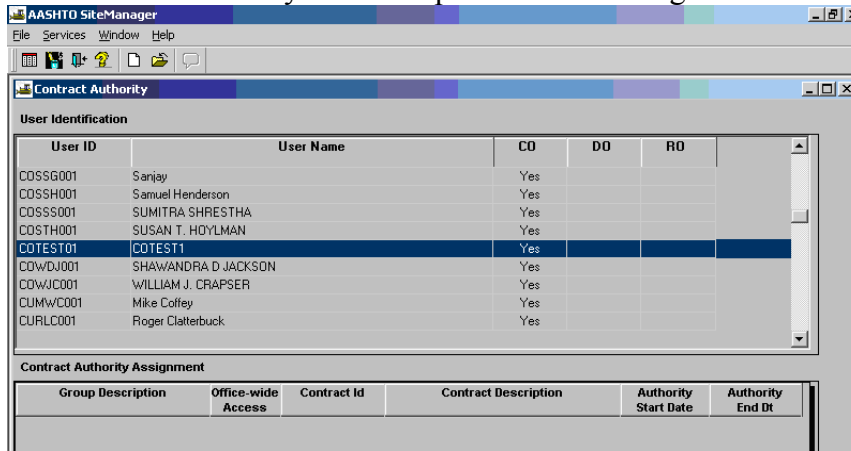 AASHTO SiteManager
File Services Window Help
Contract Authority
User Identification
User ID User Name CO DO RO
COSSG001 Sanjay Yes
COSSH001 Samuel Henderson Yes
COSSS001 SUMITRA SHRESTHA Yes
COSTH001 SUSAN T. HOYLMAN Yes
COTEST01 COTEST1 Yes
COWDJ001 SHAWANDRA D JACKSON Yes
COWJC001 WILLIAM J. CRAPSER Yes
CUMWC001 Mike Coffey Yes
CURLC001 Roger Clatterbuck Yes
Contract Authority Assignment
Group Description Office-wide Access Contract Id Contract Description Authority Start Date Authority End Dt